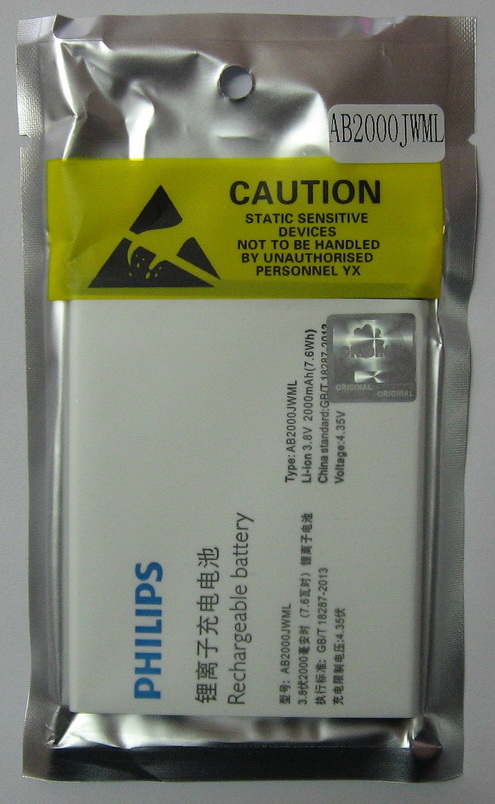 AB2000JWML
CAUTION
STATIC SENSITIVE
DEVICES
NOT TO BE HANDLED
BY UNAUTHORISED
PERSONNEL YX
PHILIPS
锂离子充电电池
Rechargeable battery
型号: AB2000JWML
3.8伏2000毫安时 (7.6瓦时) 锂离子电池
执行标准: GB/T 18287-2013
充电限制电压:4.35伏
Type:AB2000JWML
Li-ion 3.8V 2000mAh(7.6Wh)
China standard:GB/T 18287-2013
Voltage:4.35V
ORIGINAL
ORIGINAL